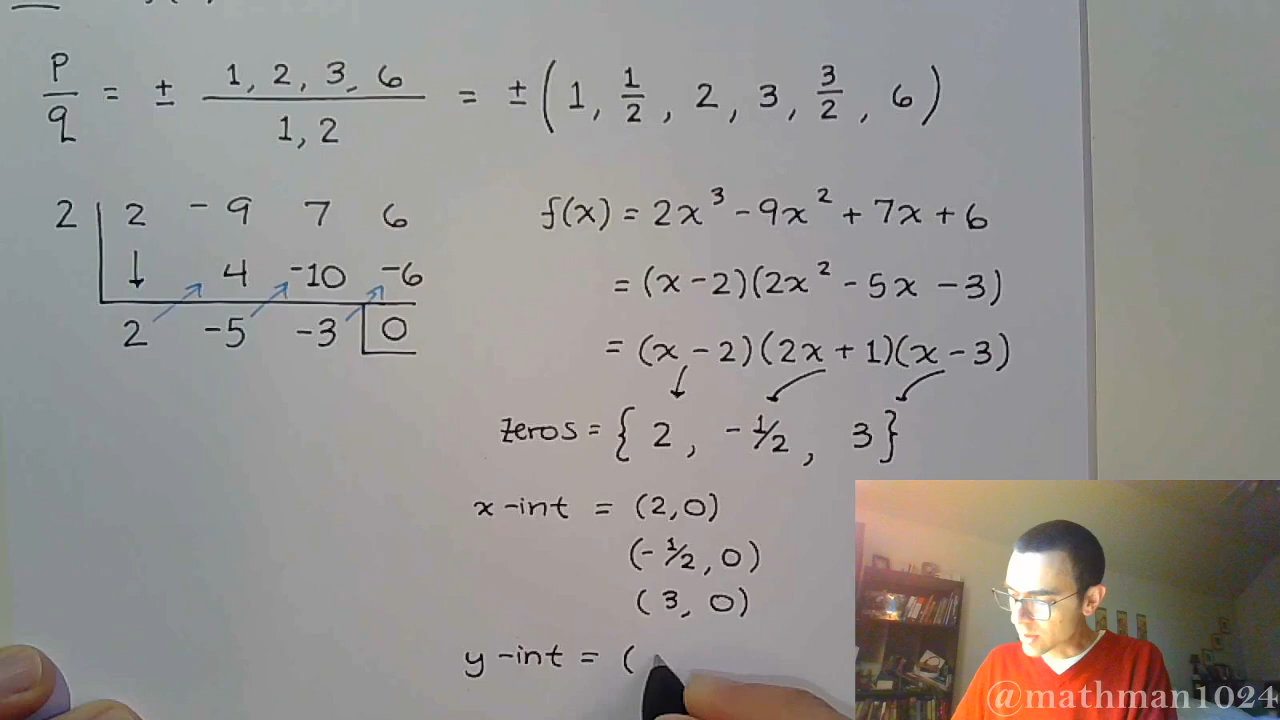 p/q = ± 1, 2, 3, 6 / 1, 2 = ± (1, 1/2, 2, 3, 3/2, 6)
2 | 2 -9 7 6
↓ 4 -10 -6
2 -5 -3 0
f(x) = 2x³ - 9x² + 7x + 6
= (x - 2)(2x² - 5x - 3)
= (x - 2)(2x + 1)(x - 3)
zeros = { 2, -1/2, 3}
x-int = (2,0)
(-1/2, 0)
(3, 0)
y-int = (
@mathman1024